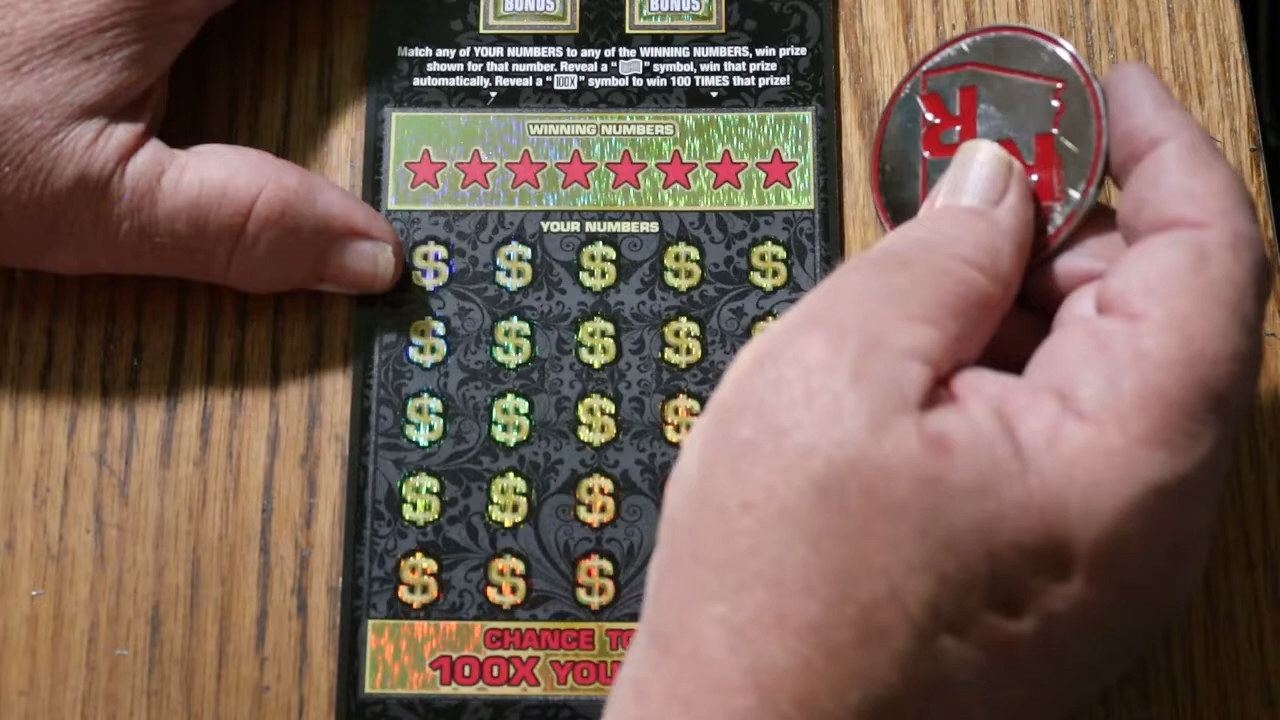 BONUS BONUS
Match any of YOUR NUMBERS to any of the WINNING NUMBERS, win prize
shown for that number. Reveal a " " symbol, win that prize
automatically. Reveal a " 100X " symbol to win 100 TIMES that prize!
WINNING NUMBERS
YOUR NUMBERS
$ $ $ $ $
$ $ $ $
$ $ $ $
$ $ $
$ $ $
CHANCE TO
100X YOU
R